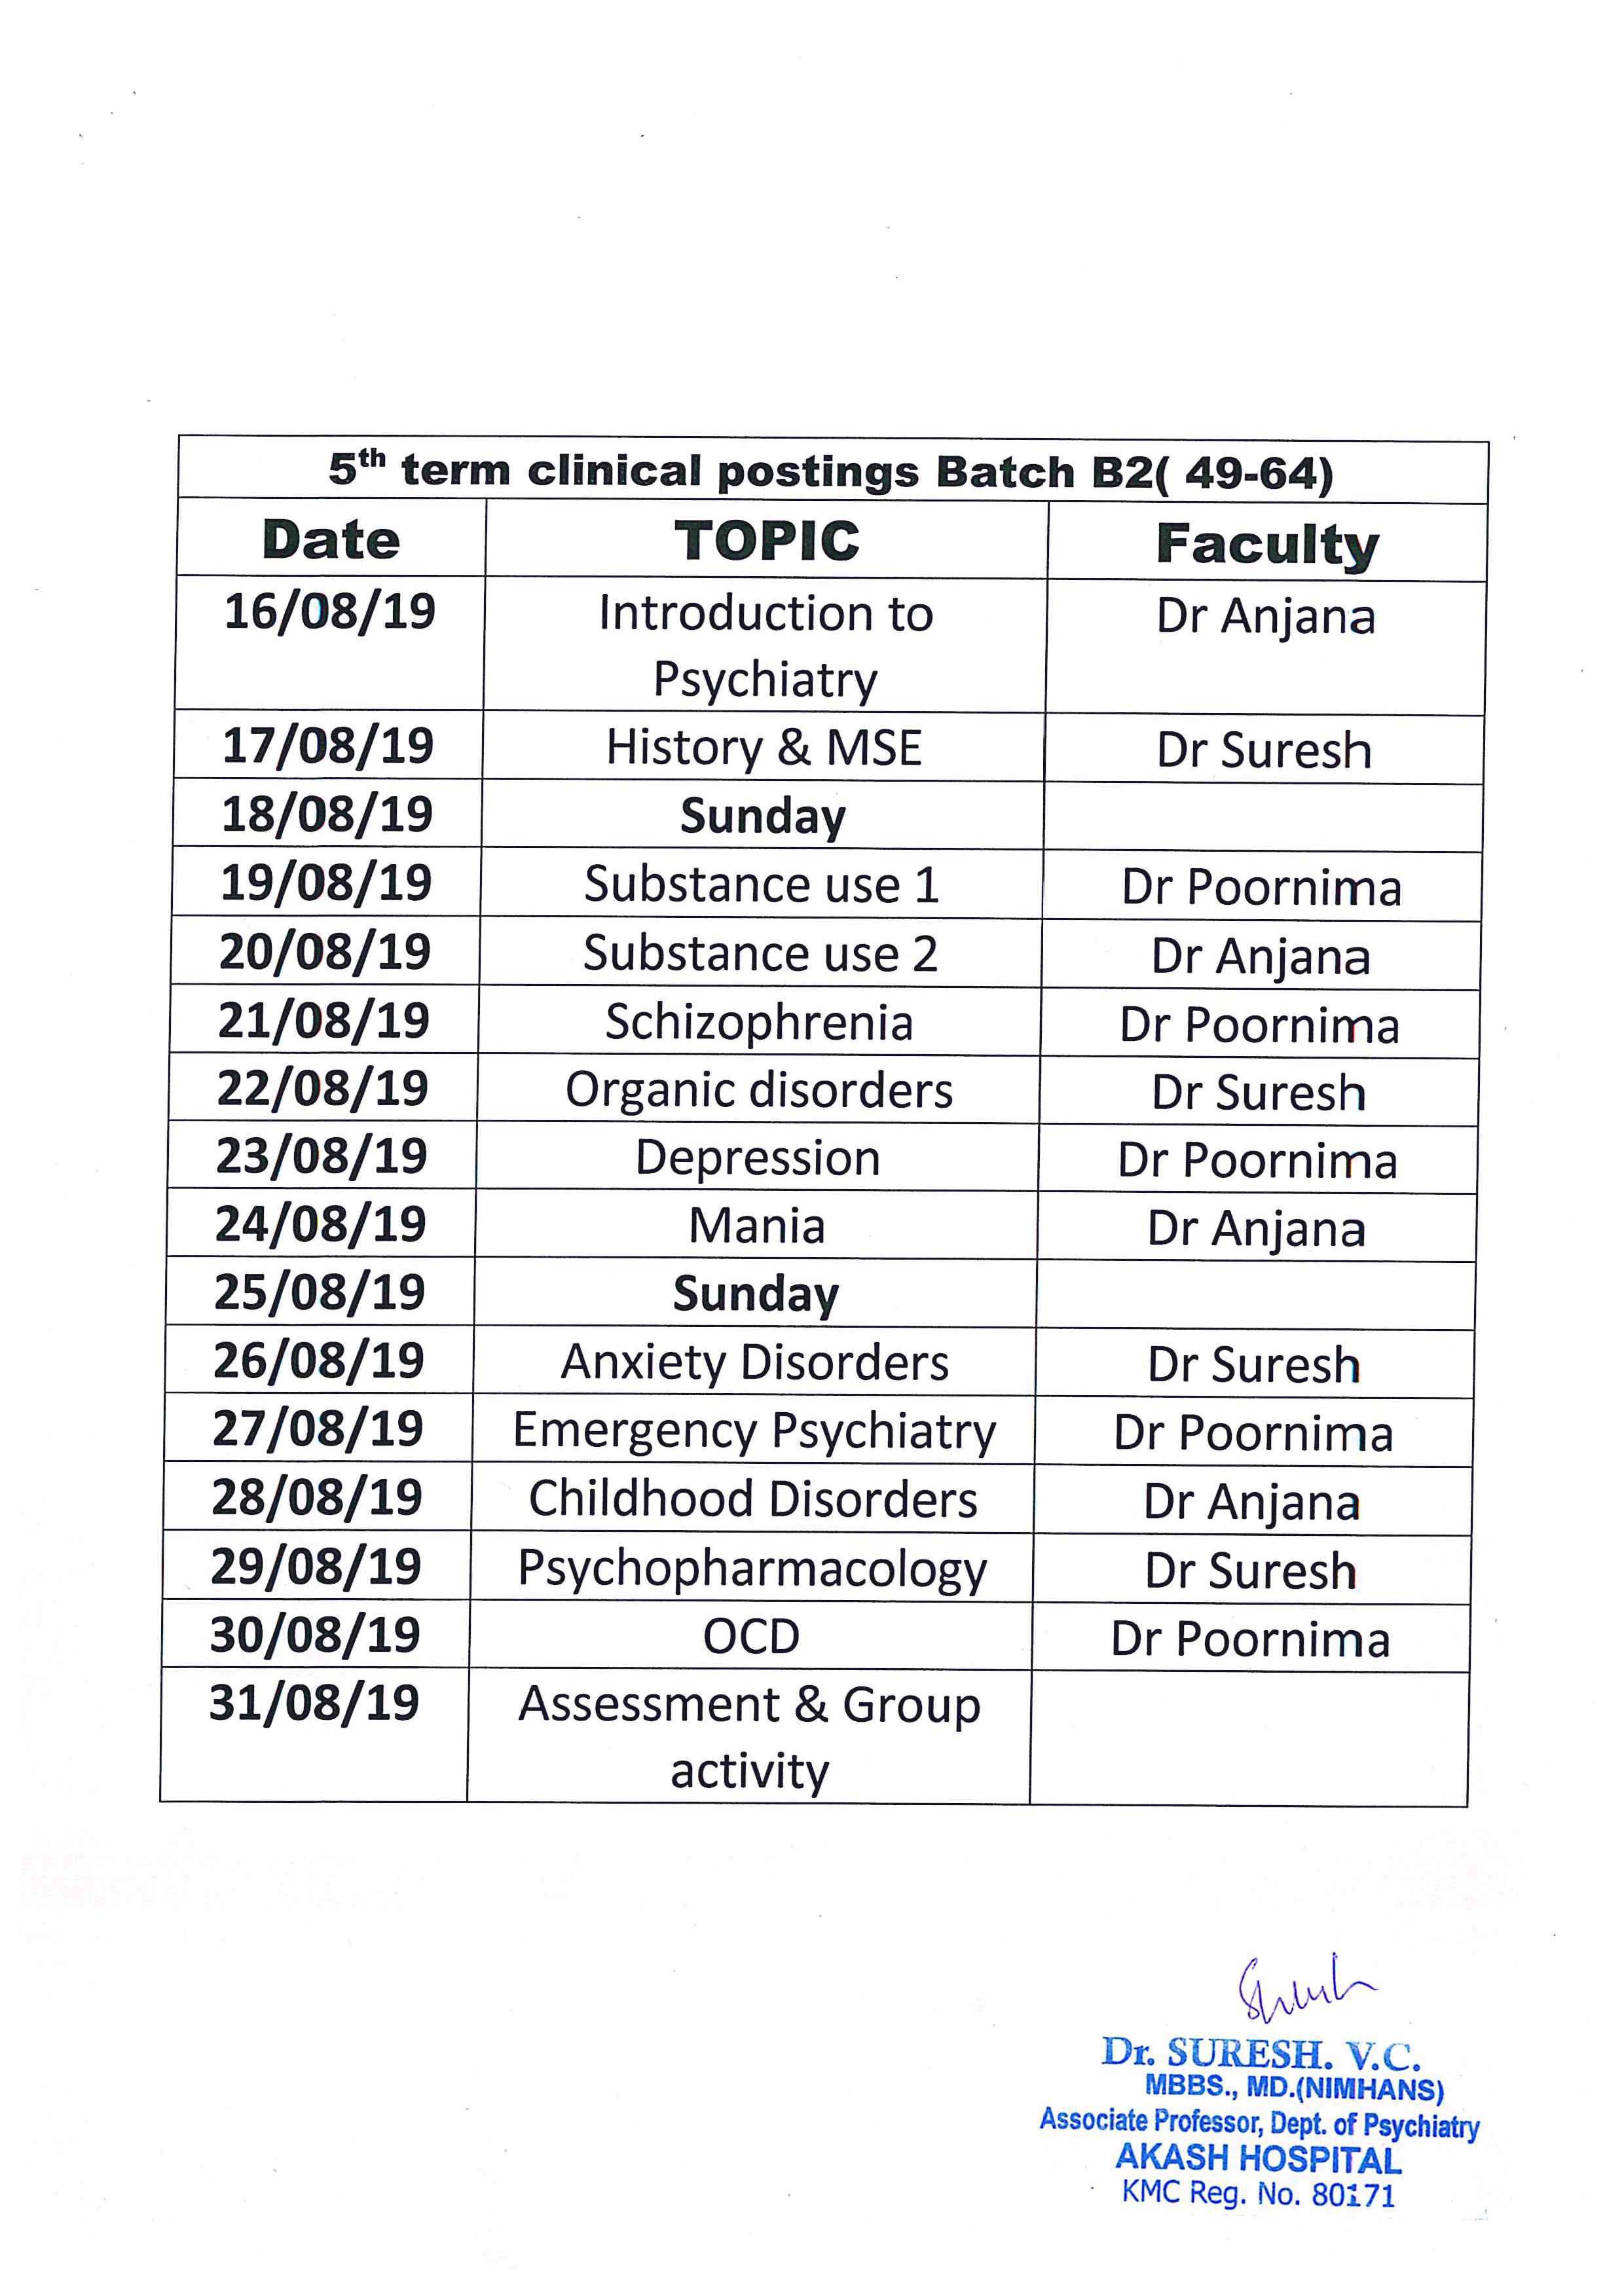 5th term clinical postings Batch B2( 49-64)
Date TOPIC Faculty
16/08/19 Introduction to Dr Anjana
Psychiatry
17/08/19 History & MSE Dr Suresh
18/08/19 Sunday
19/08/19 Substance use 1 Dr Poornima
20/08/19 Substance use 2 Dr Anjana
21/08/19 Schizophrenia Dr Poornima
22/08/19 Organic disorders Dr Suresh
23/08/19 Depression Dr Poornima
24/08/19 Mania Dr Anjana
25/08/19 Sunday
26/08/19 Anxiety Disorders Dr Suresh
27/08/19 Emergency Psychiatry Dr Poornima
28/08/19 Childhood Disorders Dr Anjana
29/08/19 Psychopharmacology Dr Suresh
30/08/19 OCD Dr Poornima
31/08/19 Assessment & Group
activity
Dr. SURESH. V.C.
MBBS., MD.(NIMHANS)
Associate Professor, Dept. of Psychiatry
AKASH HOSPITAL
KMC Reg. No. 80171